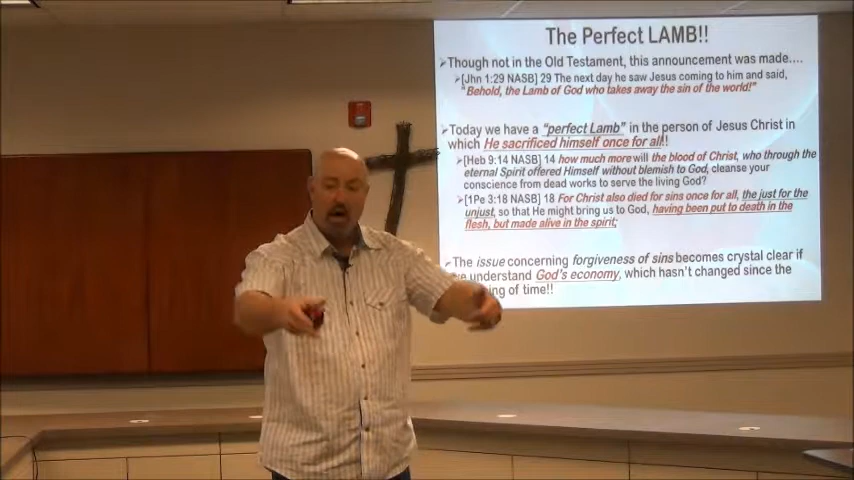 The Perfect LAMB!!
➢Though not in the Old Testament, this announcement was made....
➢[Jhn 1:29 NASB] 29 The next day he saw Jesus coming to him and said,
"Behold, the Lamb of God who takes away the sin of the world!"
➢Today we have a "perfect Lamb" in the person of Jesus Christ in
which He sacrificed himself once for all!!
➢[Heb 9:14 NASB] 14 how much more will the blood of Christ, who through the
eternal Spirit offered Himself without blemish to God, cleanse your
conscience from dead works to serve the living God?
➢[1Pe 3:18 NASB] 18 For Christ also died for sins once for all, the just for the
unjust, so that He might bring us to God, having been put to death in the
flesh, but made alive in the spirit;
➢The issue concerning forgiveness of sins becomes crystal clear if
understand God's economy, which hasn't changed since the
of time!!